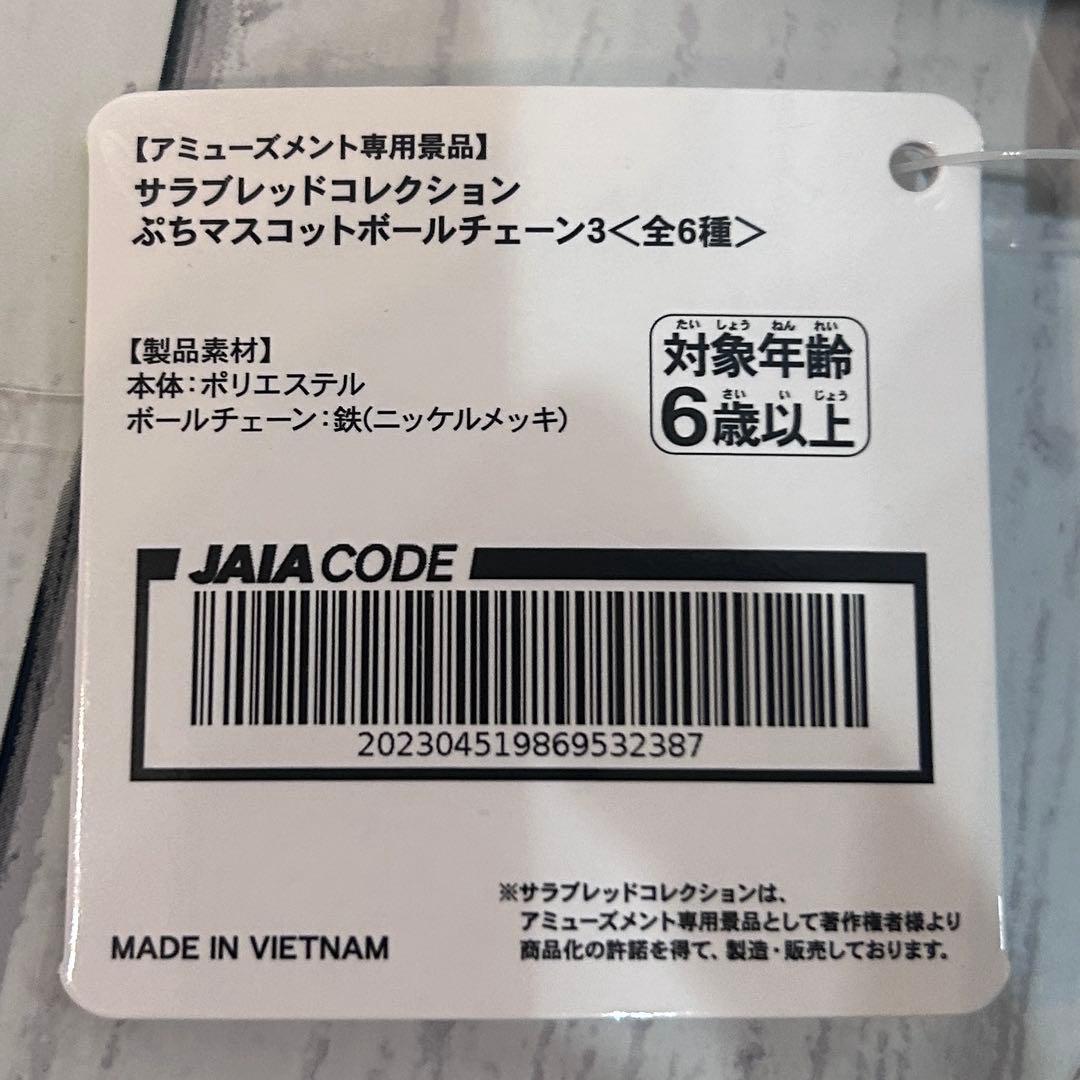 【アミューズメント専用景品】
サラブレッドコレクション
ぷちマスコットボールチェーン3＜全6種＞
【製品素材】
本体：ポリエステル
ボールチェーン：鉄(ニッケルメッキ)
たいしょうねんれい
対象年齢
さいいじょう
6歳以上
JAIA CODE
202304519869532387
MADE IN VIETNAM
※サラブレッドコレクションは、
アミューズメント専用景品として著作権者様より
商品化の許諾を得て、製造・販売しております。